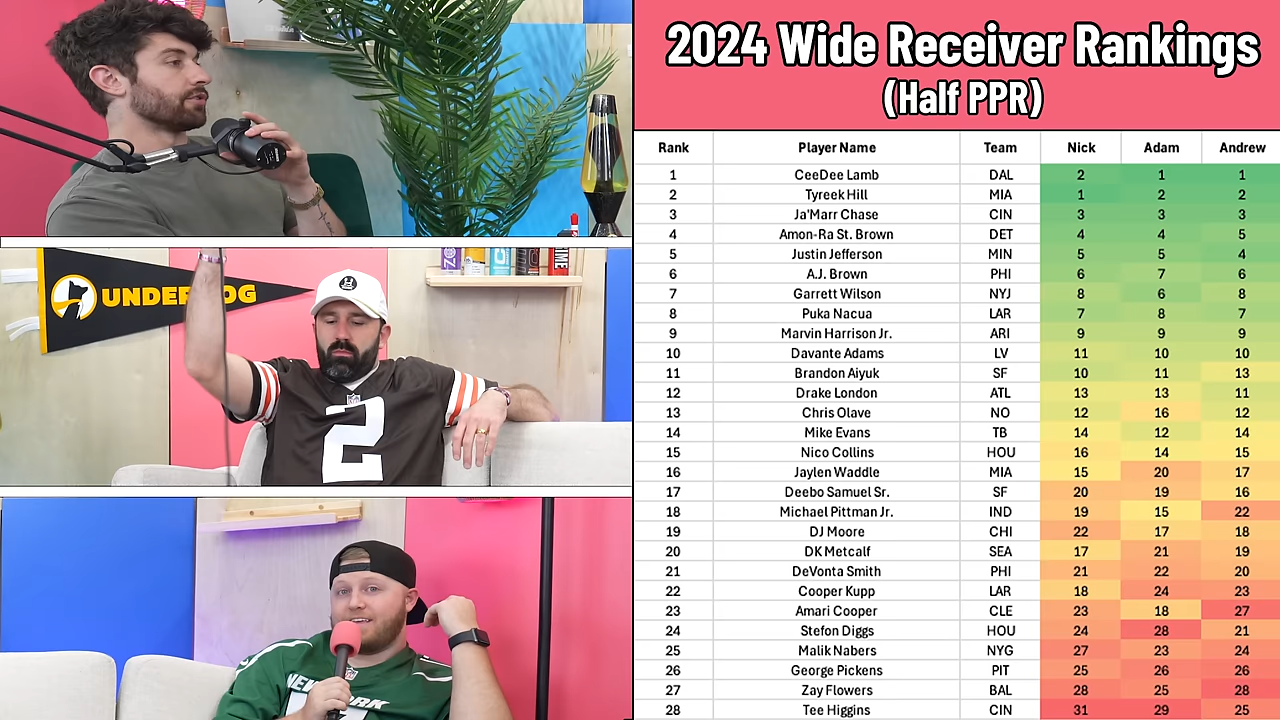 2024 Wide Receiver Rankings
(Half PPR)
Rank Player Name Team Nick Adam Andrew
1 CeeDee Lamb DAL 2 1 1
2 Tyreek Hill MIA 1 2 2
3 Ja'Marr Chase CIN 3 3 3
4 Amon-Ra St. Brown DET 4 4 5
5 Justin Jefferson MIN 5 5 4
6 A.J. Brown PHI 6 7 6
7 Garrett Wilson NYJ 8 6 8
8 Puka Nacua LAR 7 8 7
9 Marvin Harrison Jr. ARI 9 9 9
10 Davante Adams LV 11 10 10
11 Brandon Aiyuk SF 10 11 13
12 Drake London ATL 13 13 11
13 Chris Olave NO 12 16 12
14 Mike Evans TB 14 12 14
15 Nico Collins HOU 16 14 15
16 Jaylen Waddle MIA 15 20 17
17 Deebo Samuel Sr. SF 20 19 16
18 Michael Pittman Jr. IND 19 15 22
19 DJ Moore CHI 22 17 18
20 DK Metcalf SEA 17 21 19
21 DeVonta Smith PHI 21 22 20
22 Cooper Kupp LAR 18 24 23
23 Amari Cooper CLE 23 18 27
24 Stefon Diggs HOU 24 28 21
25 Malik Nabers NYG 27 23 24
26 George Pickens PIT 25 26 26
27 Zay Flowers BAL 28 25 28
28 Tee Higgins CIN 31 29 25
UNDERDOG
2
NEW YORK